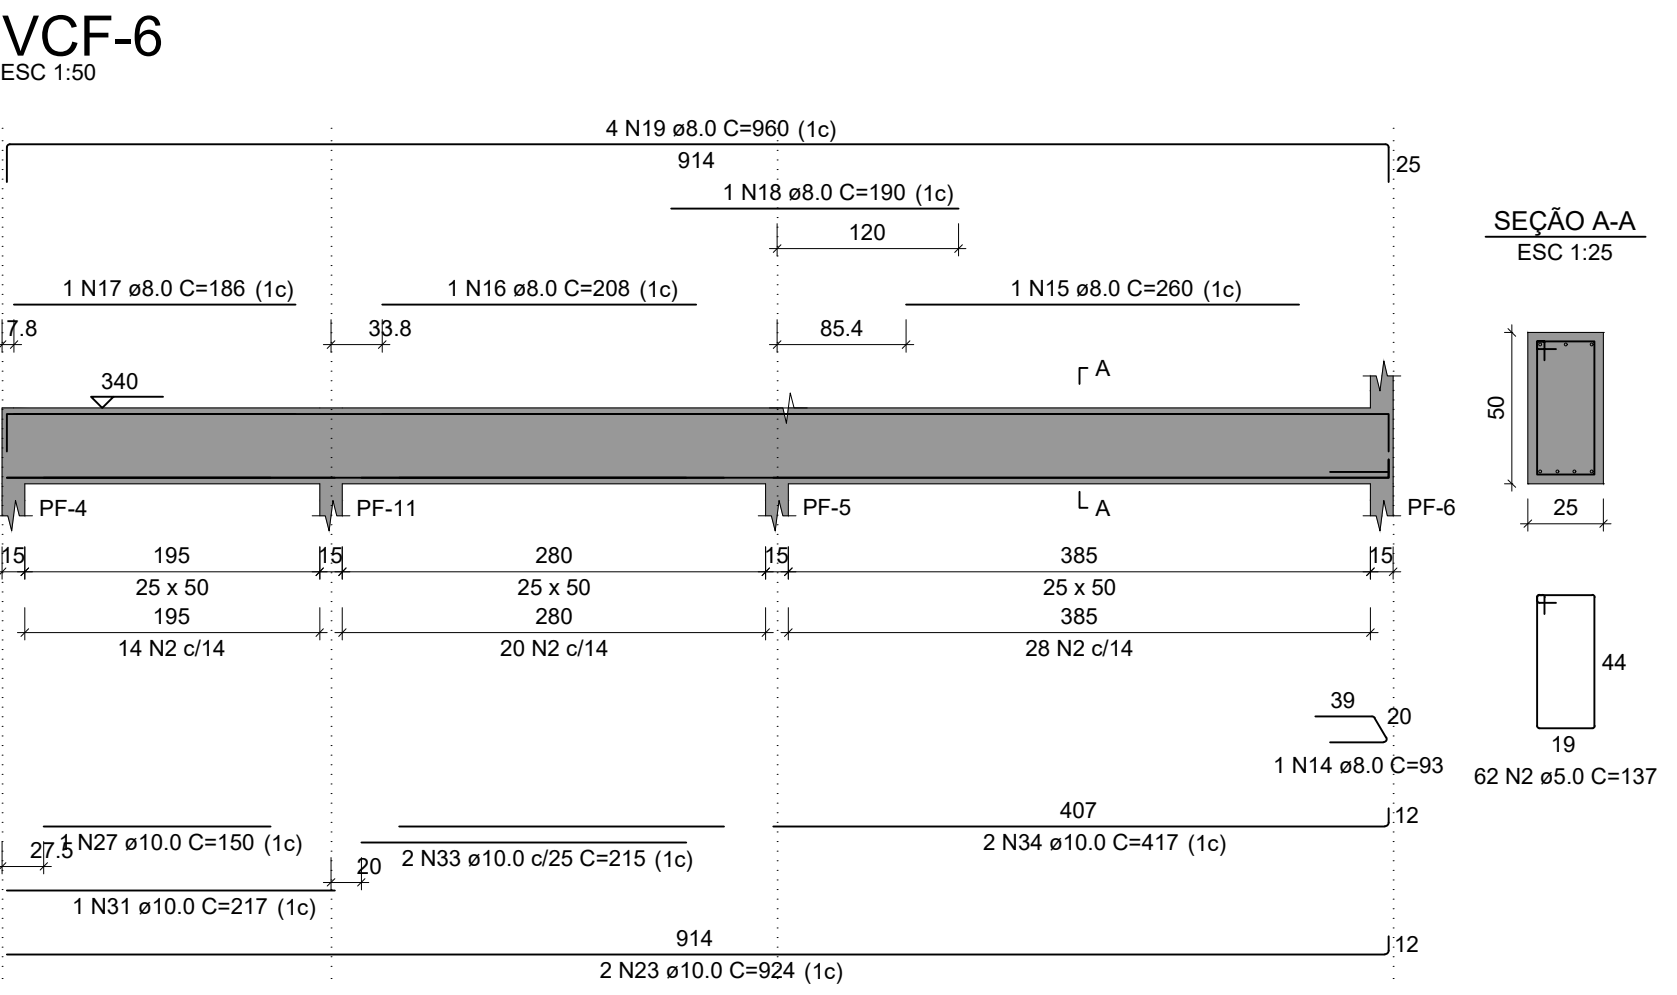 VCF-6
ESC 1:50
4 N19 ø8.0 C=960 (1c)
914
25
1 N18 ø8.0 C=190 (1c)
120
SEÇÃO A-A
ESC 1:25
1 N17 ø8.0 C=186 (1c)
1 N16 ø8.0 C=208 (1c)
1 N15 ø8.0 C=260 (1c)
7.8
33.8
85.4
340
A
50
PF-4
PF-11
PF-5
A
PF-6
25
15
195
15
280
15
385
15
25 x 50
25 x 50
25 x 50
195
280
385
14 N2 c/14
20 N2 c/14
28 N2 c/14
44
39
20
19
1 N14 ø8.0 C=93
62 N2 ø5.0 C=137
407
12
1 N27 ø10.0 C=150 (1c)
27.5
2 N33 ø10.0 c/25 C=215 (1c)
20
2 N34 ø10.0 C=417 (1c)
1 N31 ø10.0 C=217 (1c)
914
12
2 N23 ø10.0 C=924 (1c)